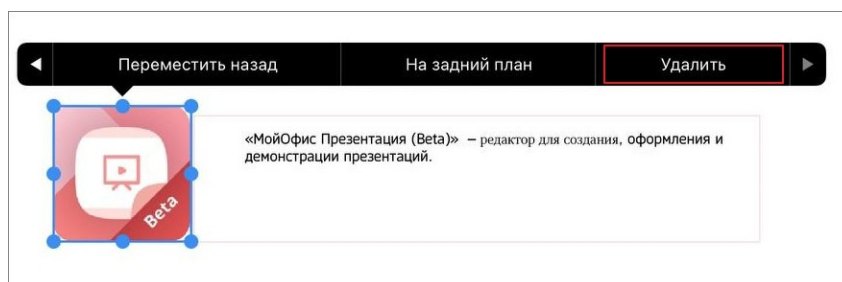 Переместить назад На задний план Удалить
«МойОфис Презентация (Beta)» – редактор для создания, оформления и
демонстрации презентаций.
Beta